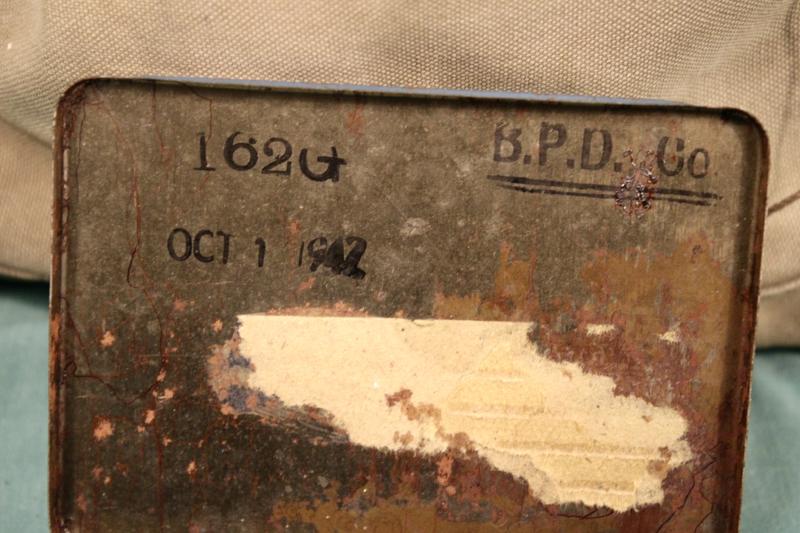 162G
B.P.D. Co
OCT 1 1942